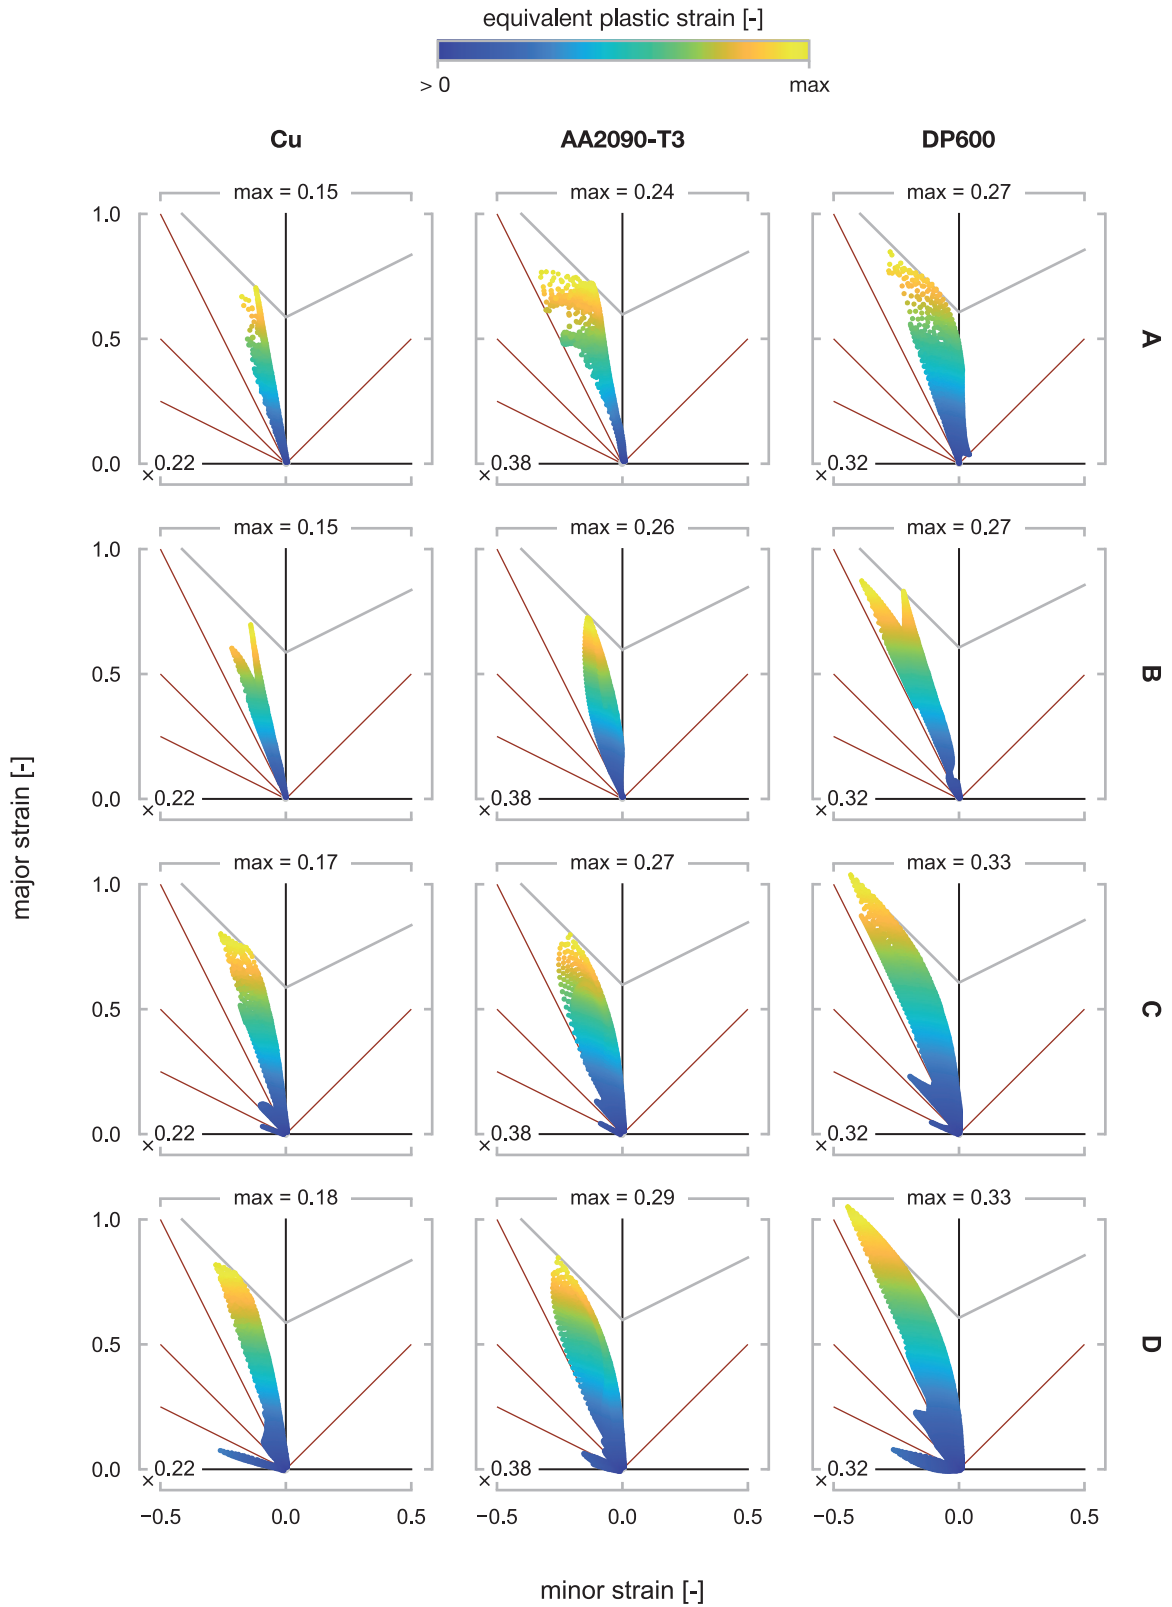 equivalent plastic strain [-]
> 0 max
Cu AA2090-T3 DP600
max = 0.15 max = 0.24 max = 0.27
1.0
0.5
A
0.0
× 0.22 × 0.38 × 0.32
max = 0.15 max = 0.26 max = 0.27
1.0
0.5
B
0.0
× 0.22 × 0.38 × 0.32
major strain [-]
max = 0.17 max = 0.27 max = 0.33
1.0
0.5
C
0.0
× 0.22 × 0.38 × 0.32
max = 0.18 max = 0.29 max = 0.33
1.0
0.5
D
0.0
× 0.22 × 0.38 × 0.32
−0.5 0.0 0.5 −0.5 0.0 0.5 −0.5 0.0 0.5
minor strain [-]